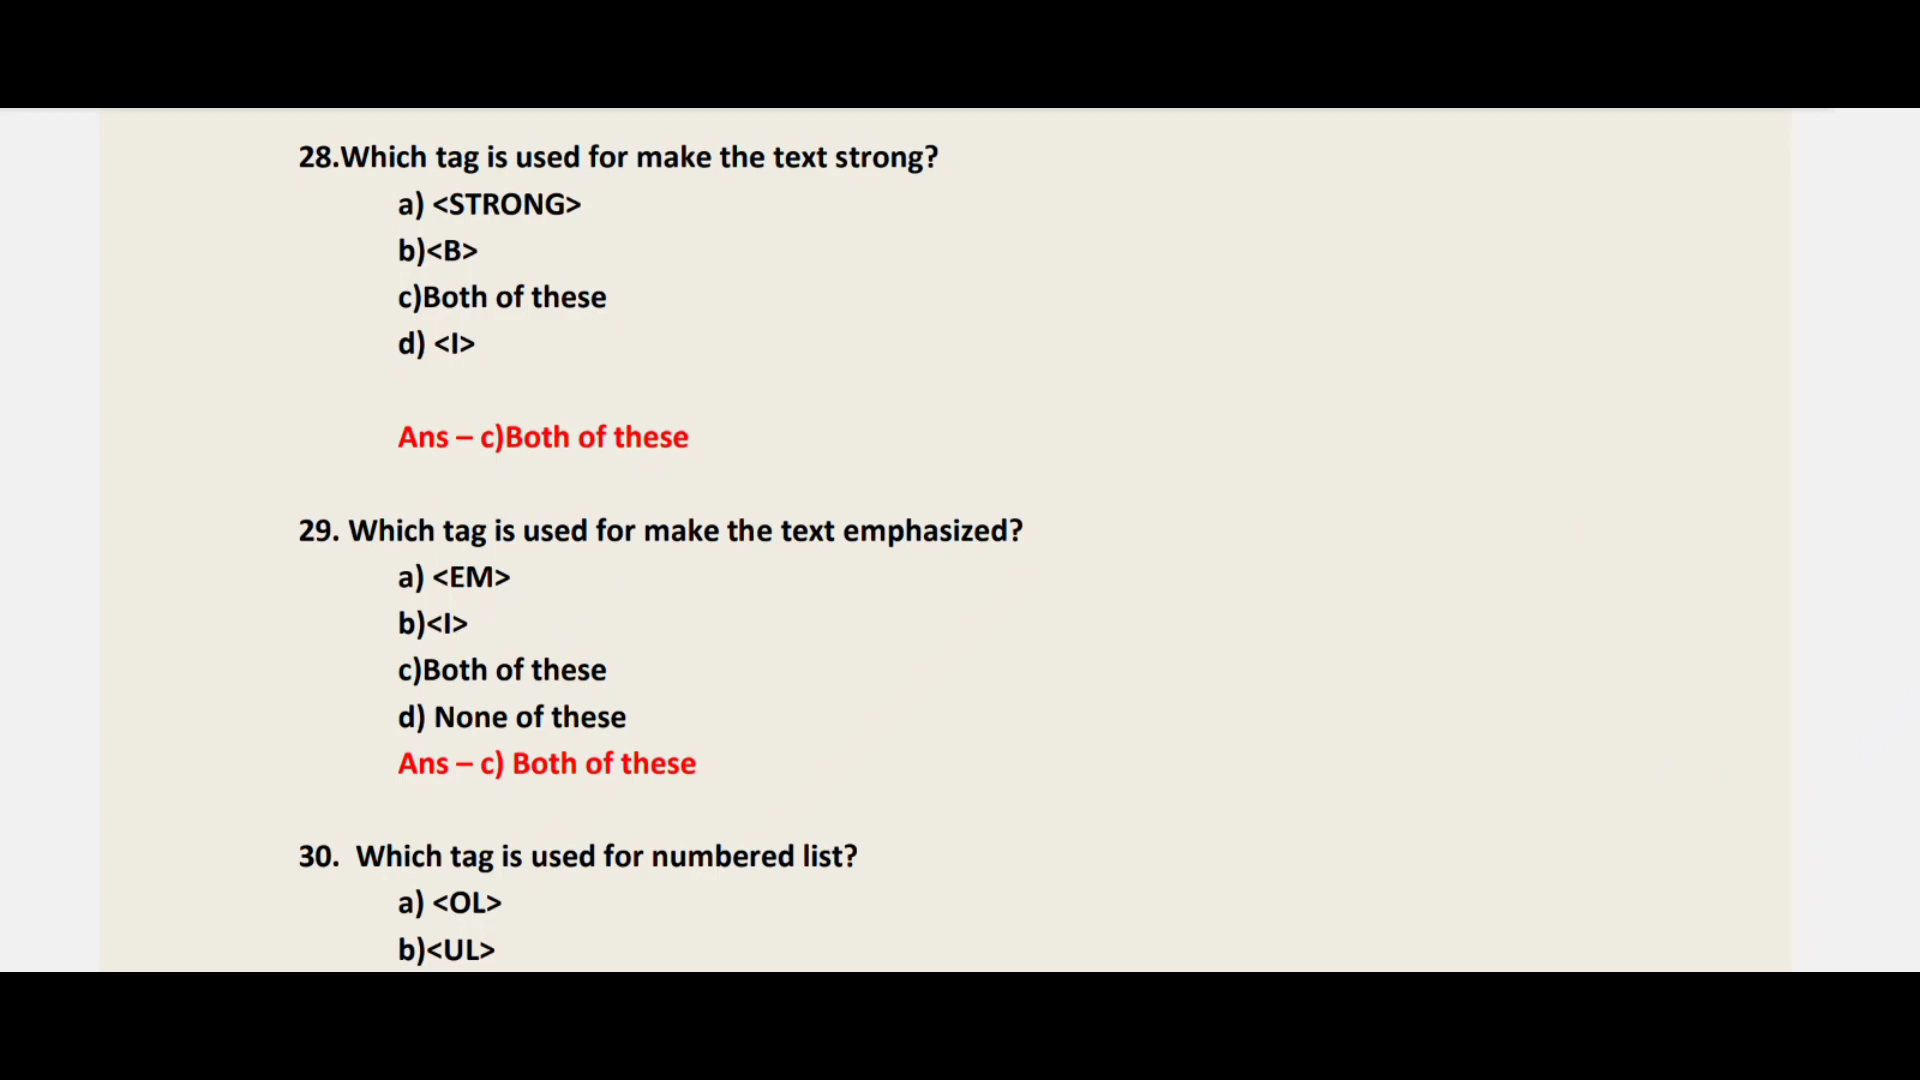 28.Which tag is used for make the text strong?
a) <STRONG>
b)<B>
c)Both of these
d) <I>
Ans – c)Both of these
29. Which tag is used for make the text emphasized?
a) <EM>
b)<I>
c)Both of these
d) None of these
Ans – c) Both of these
30.  Which tag is used for numbered list?
a) <OL>
b)<UL>